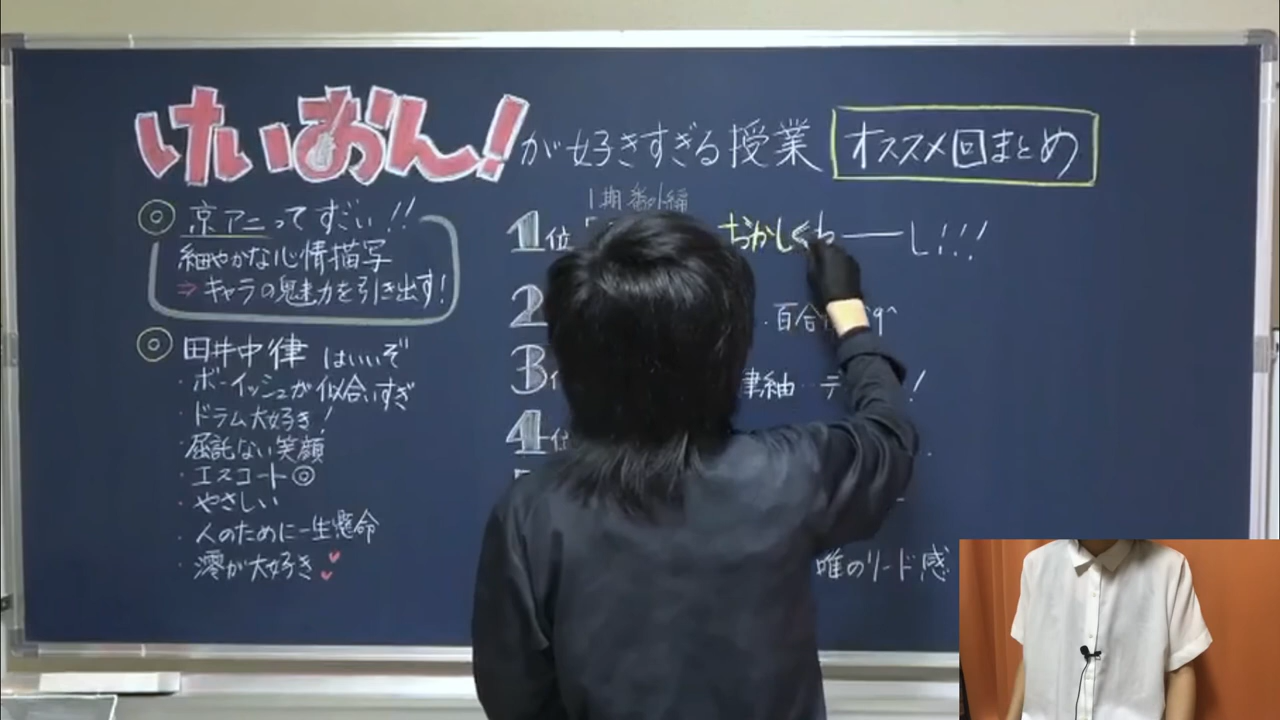 けいおん!が好きすぎる授業 オススメ回まとめ
◎ 京アニってすごい!!
細やかな心情描写
⇒キャラの魅力を引き出す!
◎ 田井中律 はいいぞ
・ボーイッシュが似合いすぎ
・ドラム大好き!
・屈託ない笑顔
・エスコート◎
・やさしい
・人のために一生懸命
・澪が大好き
1期番外編
1位 おかしくれーーし!!!
2
百合
3
律紬
4位
唯のリード感